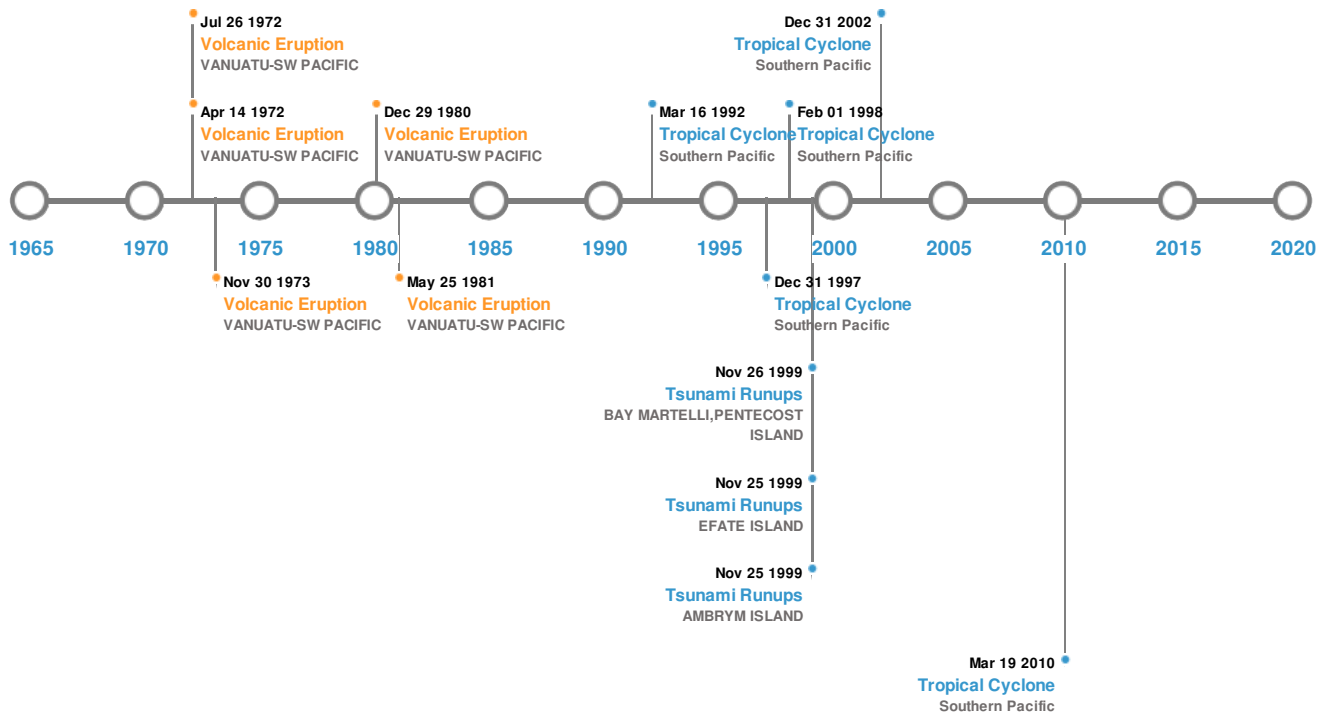 Jul 26 1972
Volcanic Eruption
VANUATU-SW PACIFIC
Dec 31 2002
Tropical Cyclone
Southern Pacific
Apr 14 1972
Volcanic Eruption
VANUATU-SW PACIFIC
Dec 29 1980
Volcanic Eruption
VANUATU-SW PACIFIC
Mar 16 1992
Tropical Cyclone
Southern Pacific
Feb 01 1998
Tropical Cyclone
Southern Pacific
1965 1970 1975 1980 1985 1990 1995 2000 2005 2010 2015 2020
Nov 30 1973
Volcanic Eruption
VANUATU-SW PACIFIC
May 25 1981
Volcanic Eruption
VANUATU-SW PACIFIC
Dec 31 1997
Tropical Cyclone
Southern Pacific
Nov 26 1999
Tsunami Runups
BAY MARTELLI,PENTECOST
ISLAND
Nov 25 1999
Tsunami Runups
EFATE ISLAND
Nov 25 1999
Tsunami Runups
AMBRYM ISLAND
Mar 19 2010
Tropical Cyclone
Southern Pacific